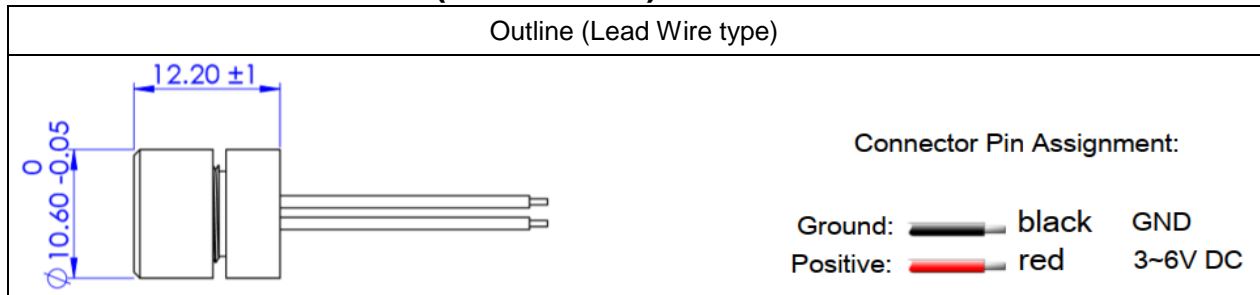 Outline (Lead Wire type)
12.20 ±1
0
Ø10.60 -0.05
Connector Pin Assignment:
Ground: black GND
Positive: red 3~6V DC